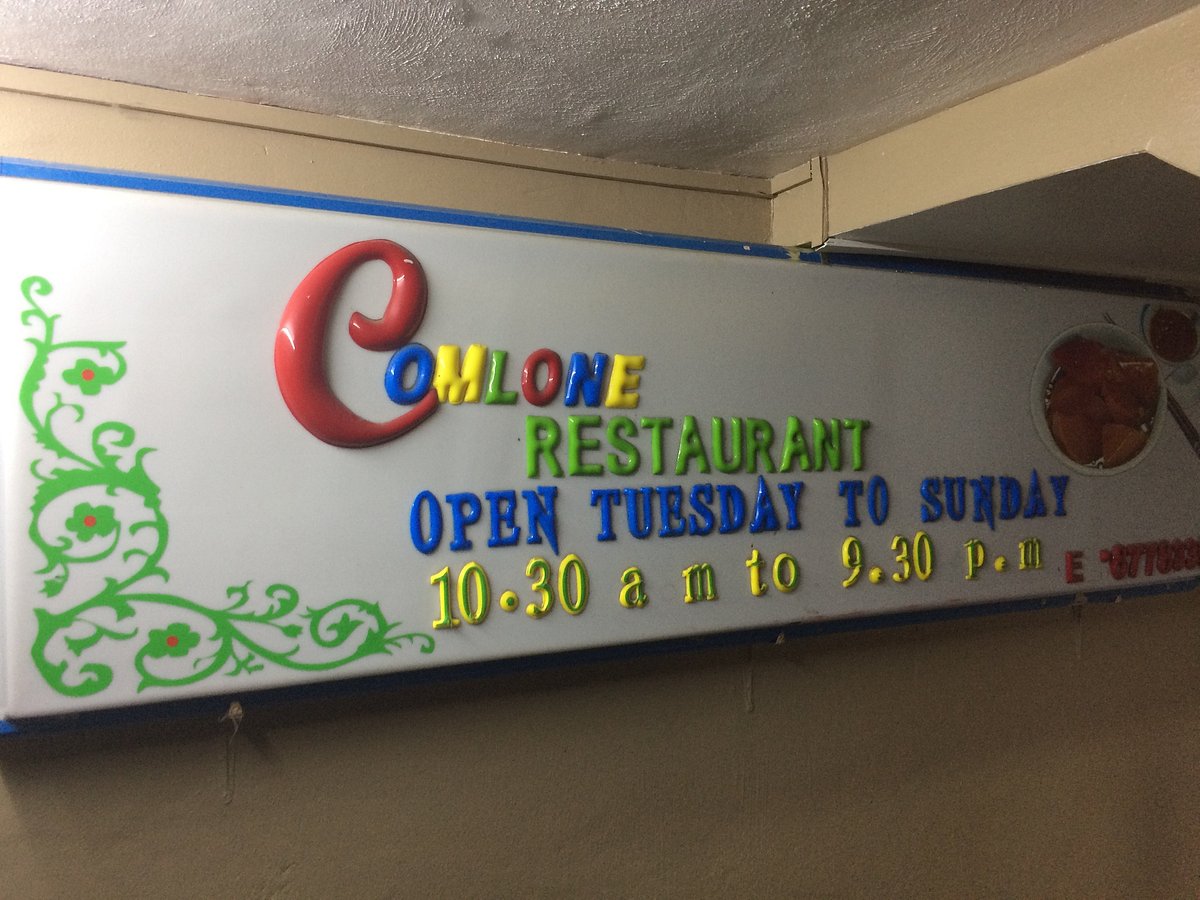 COMLONE
RESTAURANT
OPEN TUESDAY TO SUNDAY
10.30 a m to 9.30 p.m